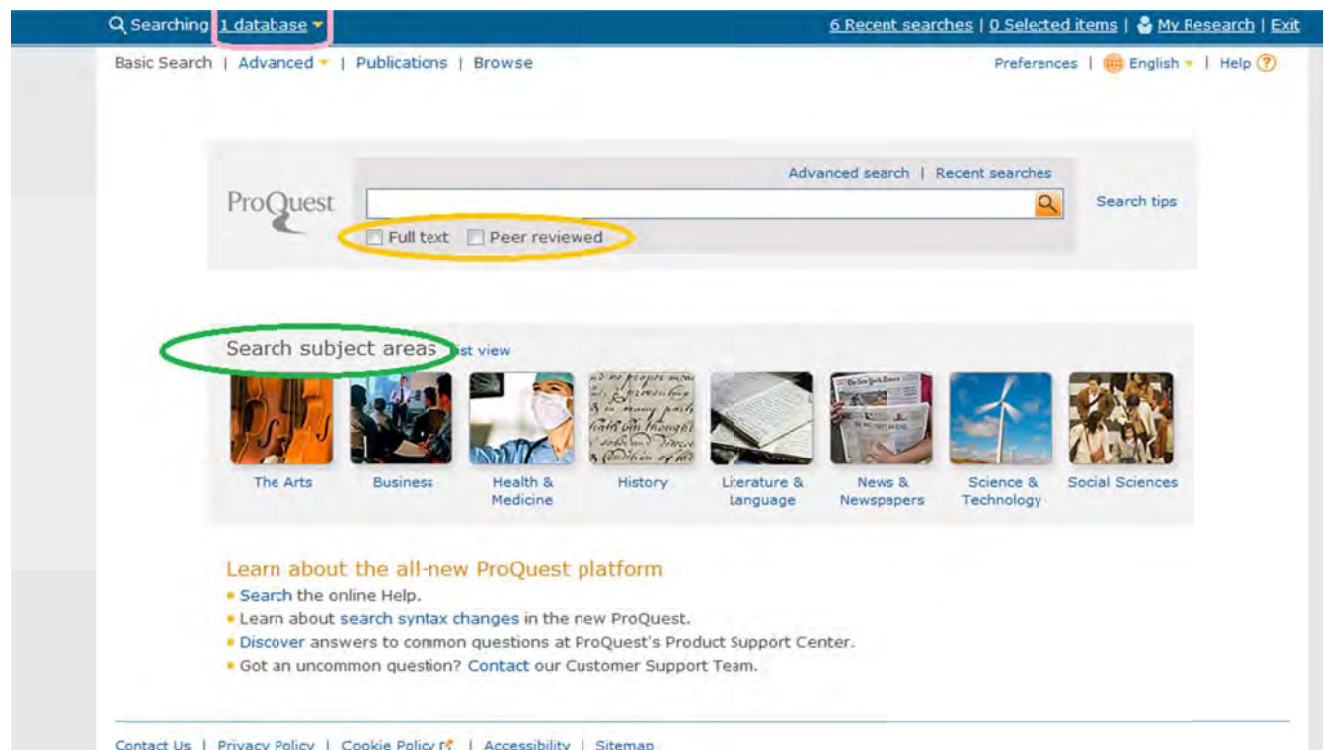 Searching 1 database
6 Recent searches | 0 Selected items | My Research | Exit
Basic Search | Advanced | Publications | Browse
Preferences | English | Help ?
Advanced search | Recent searches
ProQuest
Search tips
Full text Peer reviewed
Search subject areas list view
The Arts
Business
Health & Medicine
History
Literature & Language
News & Newspapers
Science & Technology
Social Sciences
Learn about the all-new ProQuest platform
Search the online Help.
Learn about search syntax changes in the new ProQuest.
Discover answers to common questions at ProQuest's Product Support Center.
Got an uncommon question? Contact our Customer Support Team.
Contact Us | Privacy Policy | Cookie Policy | Accessibility | Sitemap